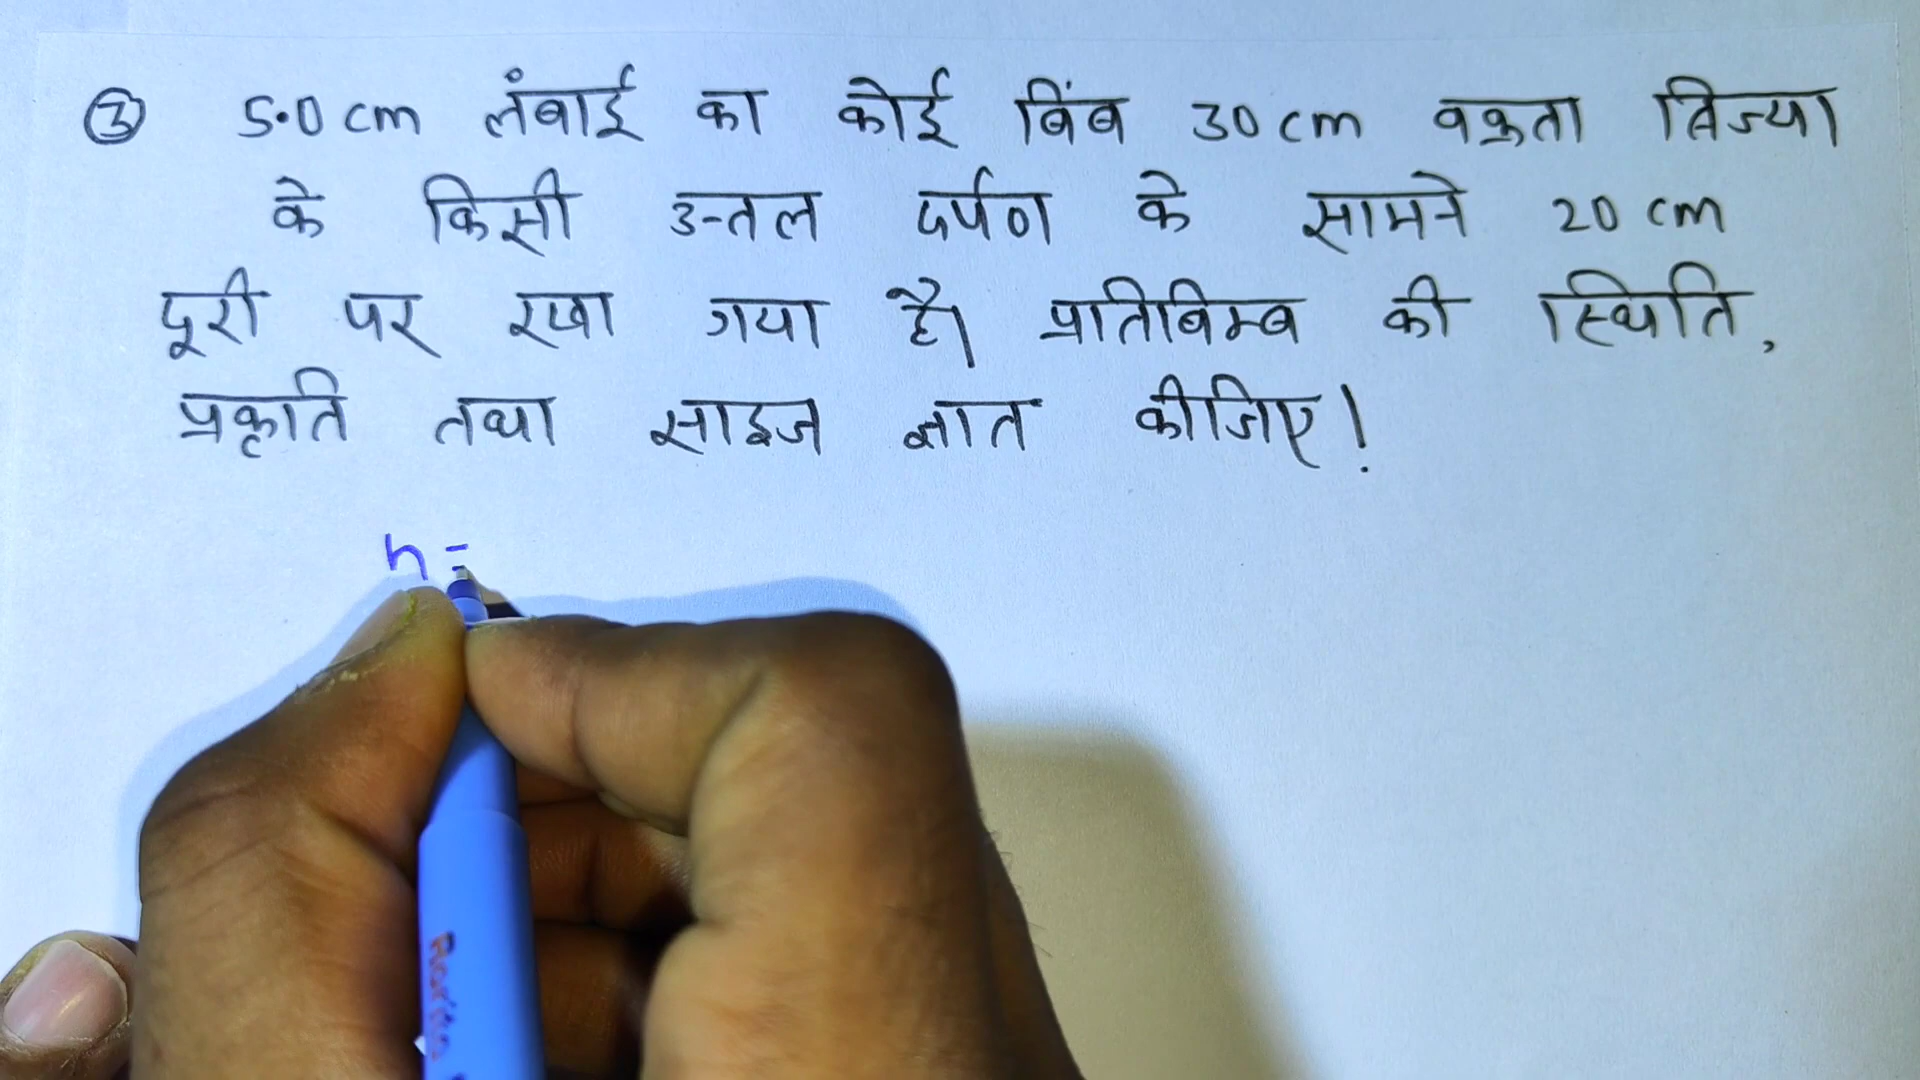 ③ 5.0 cm लंबाई का कोई बिंब 30 cm वक्रता त्रिज्या
के किसी उत्तल दर्पण के सामने 20 cm
दूरी पर रखा गया है। प्रतिबिम्ब की स्थिति,
प्रकृति तथा साइज ज्ञात कीजिए!
h =